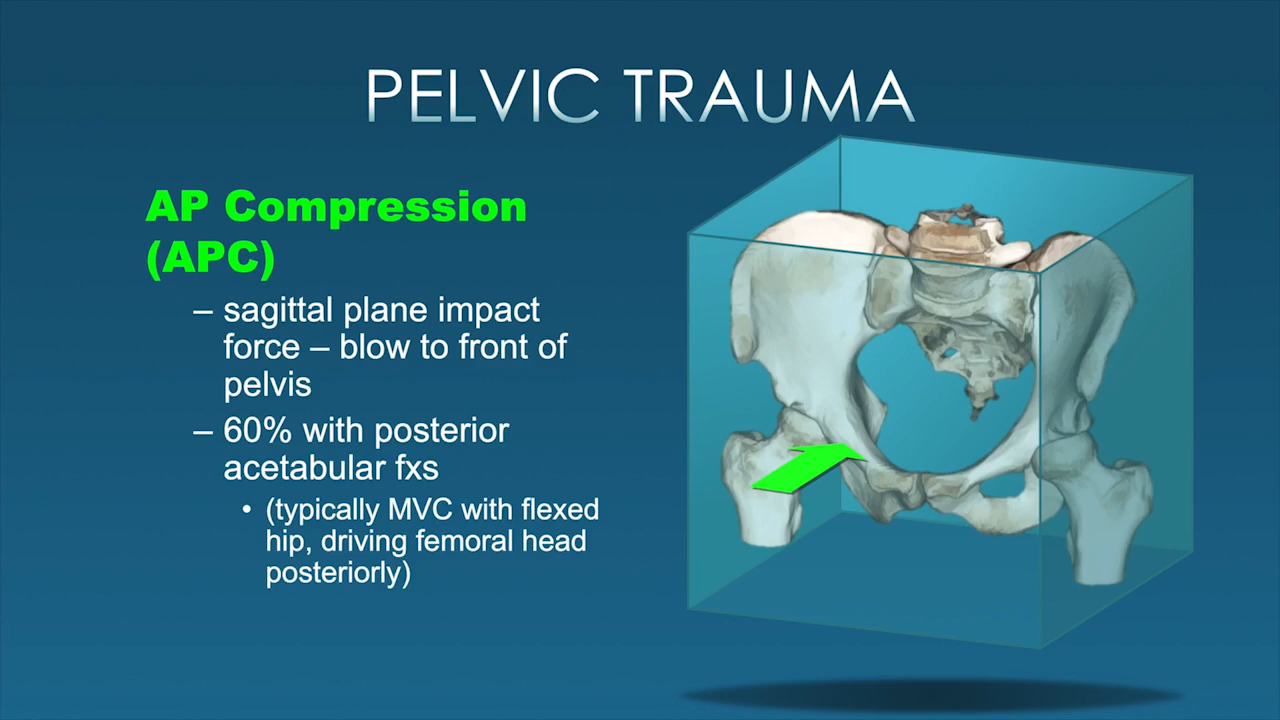 PELVIC TRAUMA
AP Compression
(APC)
– sagittal plane impact
force – blow to front of
pelvis
– 60% with posterior
acetabular fxs
• (typically MVC with flexed
hip, driving femoral head
posteriorly)